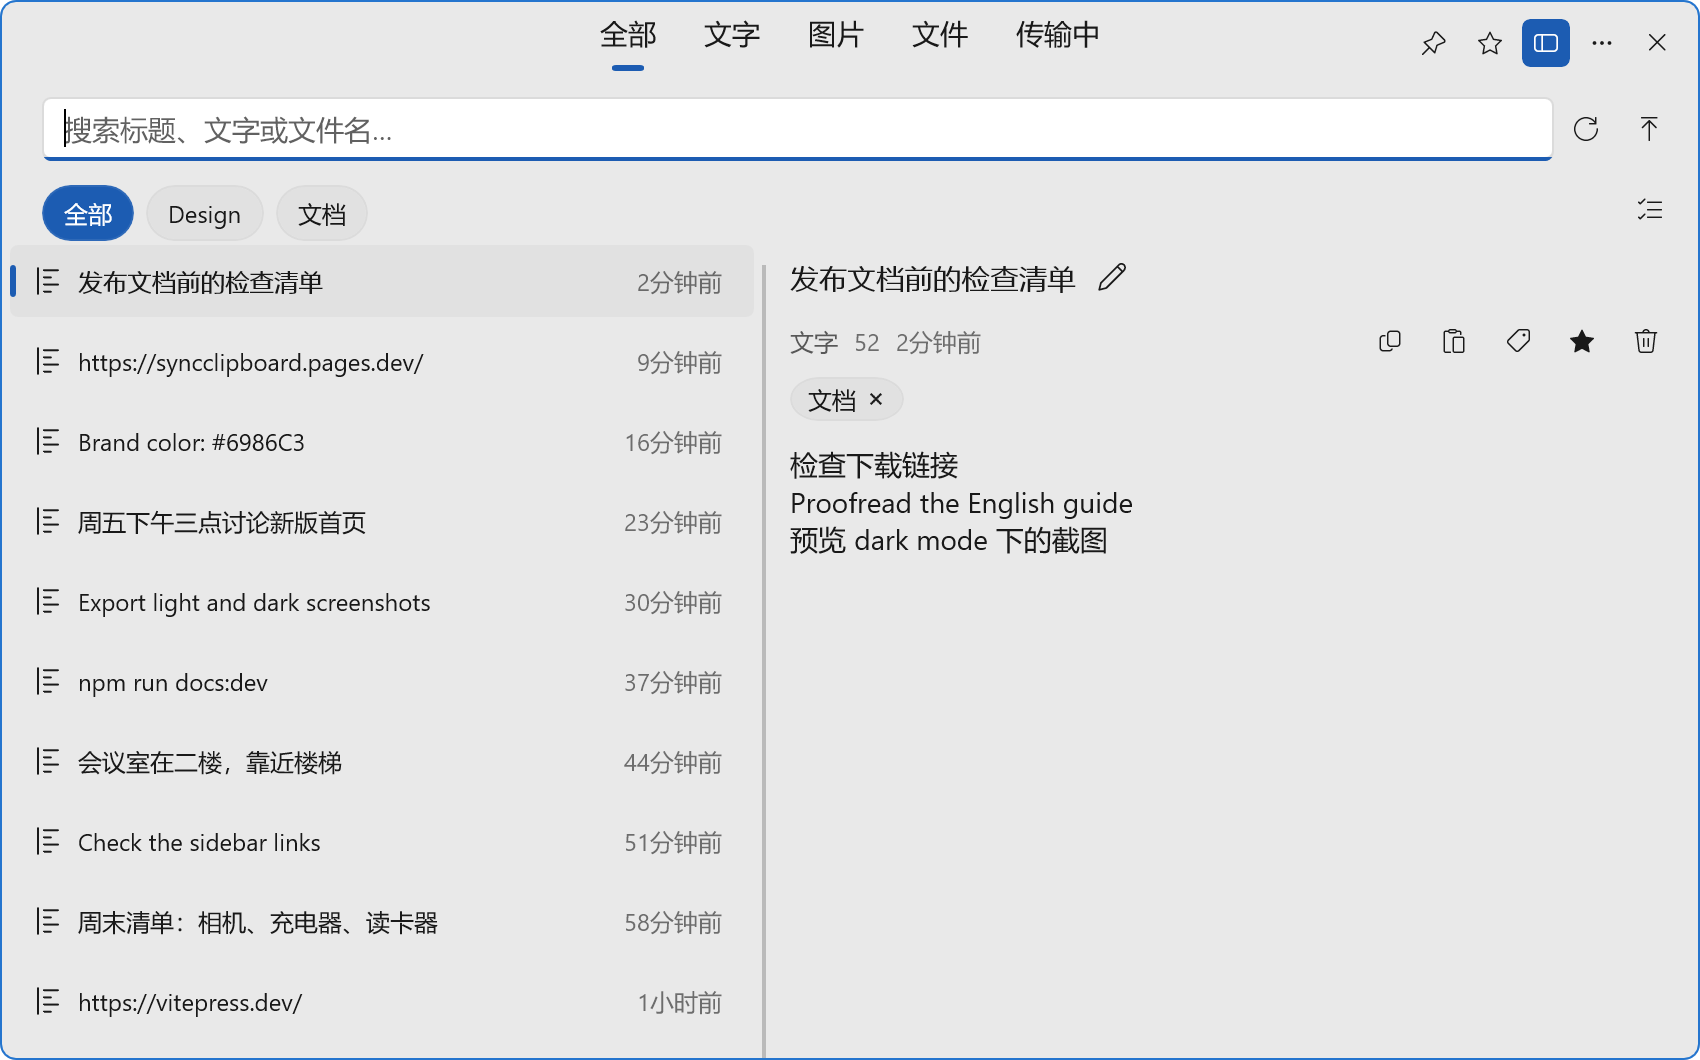 全部 文字 图片 文件 传输中
搜索标题、文字或文件名...
全部 Design 文档
发布文档前的检查清单 2分钟前
https://syncclipboard.pages.dev/ 9分钟前
Brand color: #6986C3 16分钟前
周五下午三点讨论新版首页 23分钟前
Export light and dark screenshots 30分钟前
npm run docs:dev 37分钟前
会议室在二楼，靠近楼梯 44分钟前
Check the sidebar links 51分钟前
周末清单：相机、充电器、读卡器 58分钟前
https://vitepress.dev/ 1小时前
发布文档前的检查清单
文字 52 2分钟前
文档
检查下载链接
Proofread the English guide
预览 dark mode 下的截图